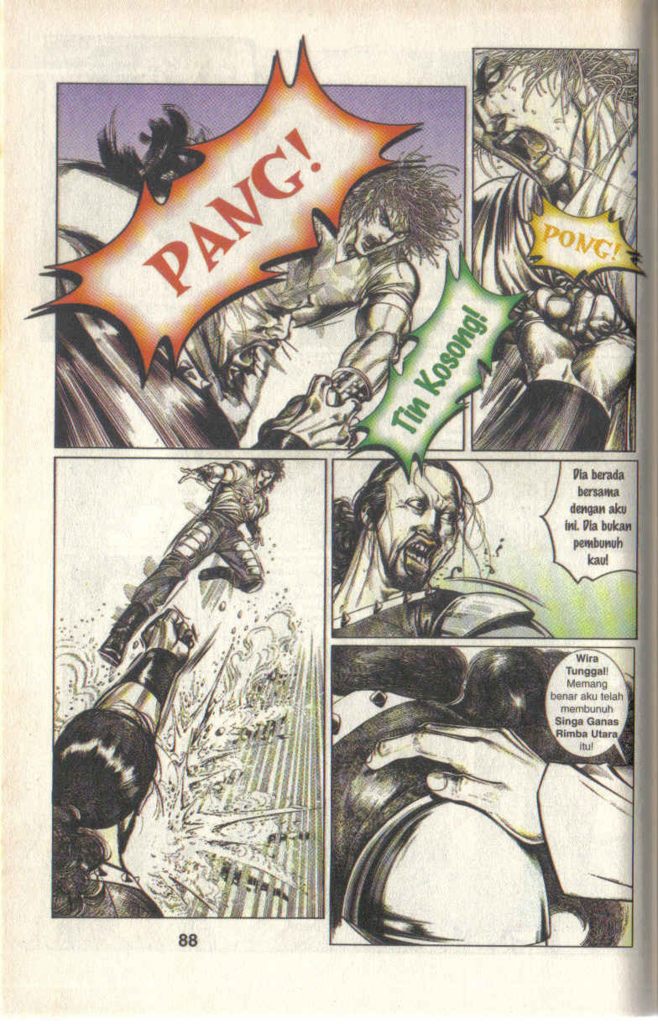 PANG!
PONG!
Tin Kosong!
Dia berada
bersama
dengan aku
ini. Dia bukan
pembunuh
kau!
Wira
Tunggal!
Memang
benar aku telah
membunuh
Singa Ganas
Rimba Utara
itu!
88